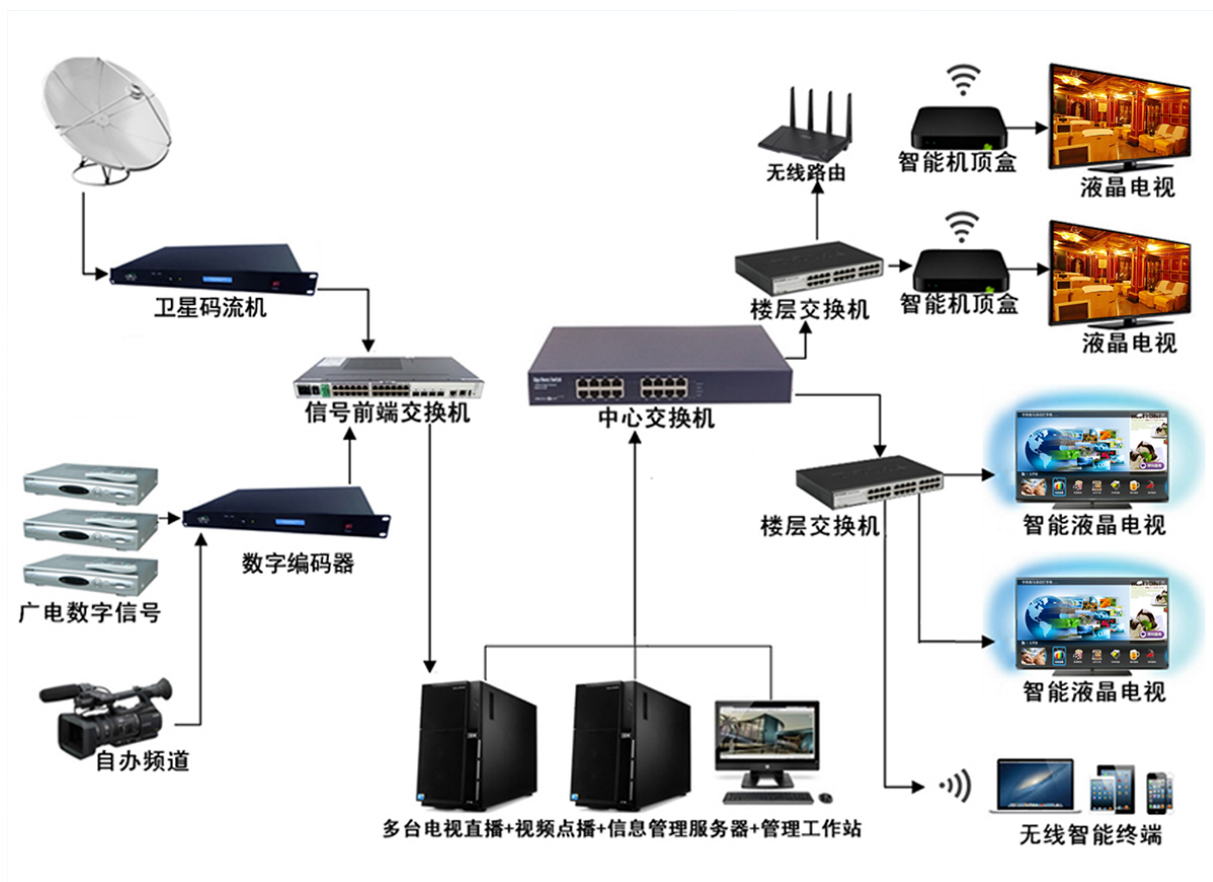 无线路由
智能机顶盒
液晶电视
卫星码流机
楼层交换机
智能机顶盒
液晶电视
信号前端交换机
中心交换机
楼层交换机
智能液晶电视
数字编码器
广电数字信号
智能液晶电视
自办频道
多台电视直播+视频点播+信息管理服务器+管理工作站
无线智能终端